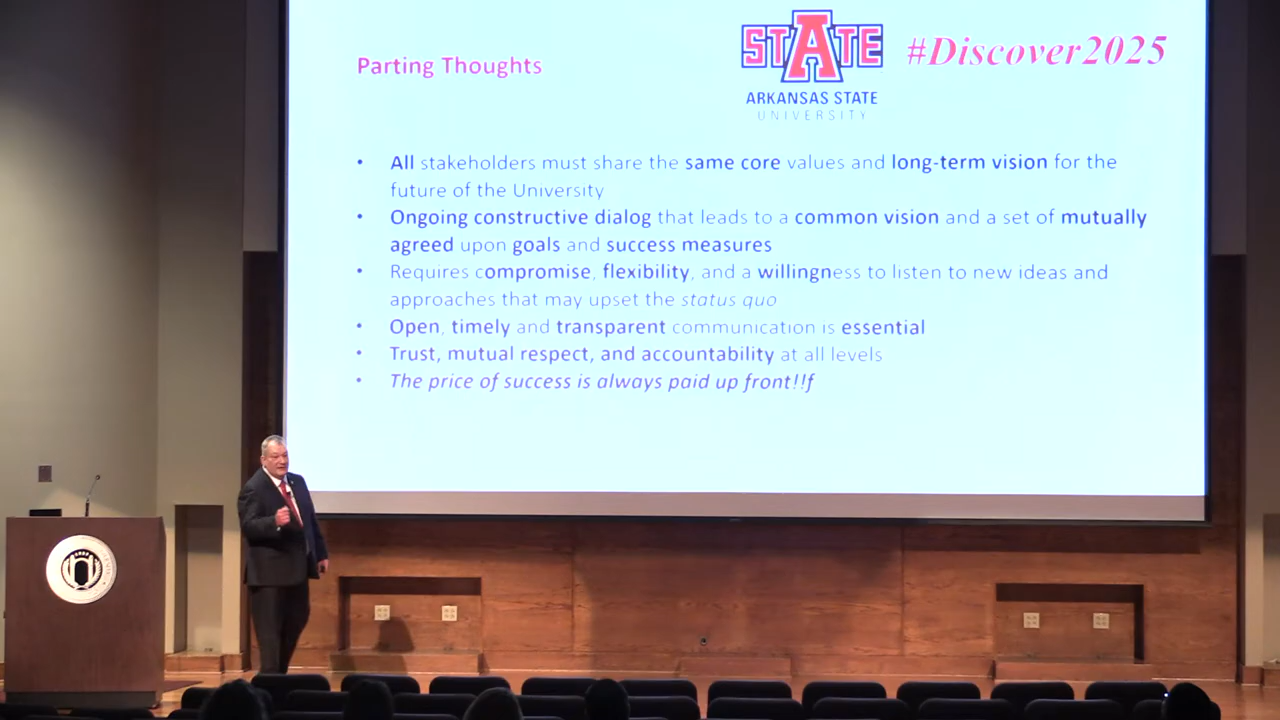 STATE
ARKANSAS STATE
UNIVERSITY
#Discover2025
Parting Thoughts
• All stakeholders must share the same core values and long-term vision for the
future of the University
• Ongoing constructive dialog that leads to a common vision and a set of mutually
agreed upon goals and success measures
• Requires compromise, flexibility, and a willingness to listen to new ideas and
approaches that may upset the status quo
• Open, timely and transparent communication is essential
• Trust, mutual respect, and accountability at all levels
• The price of success is always paid up front!!f